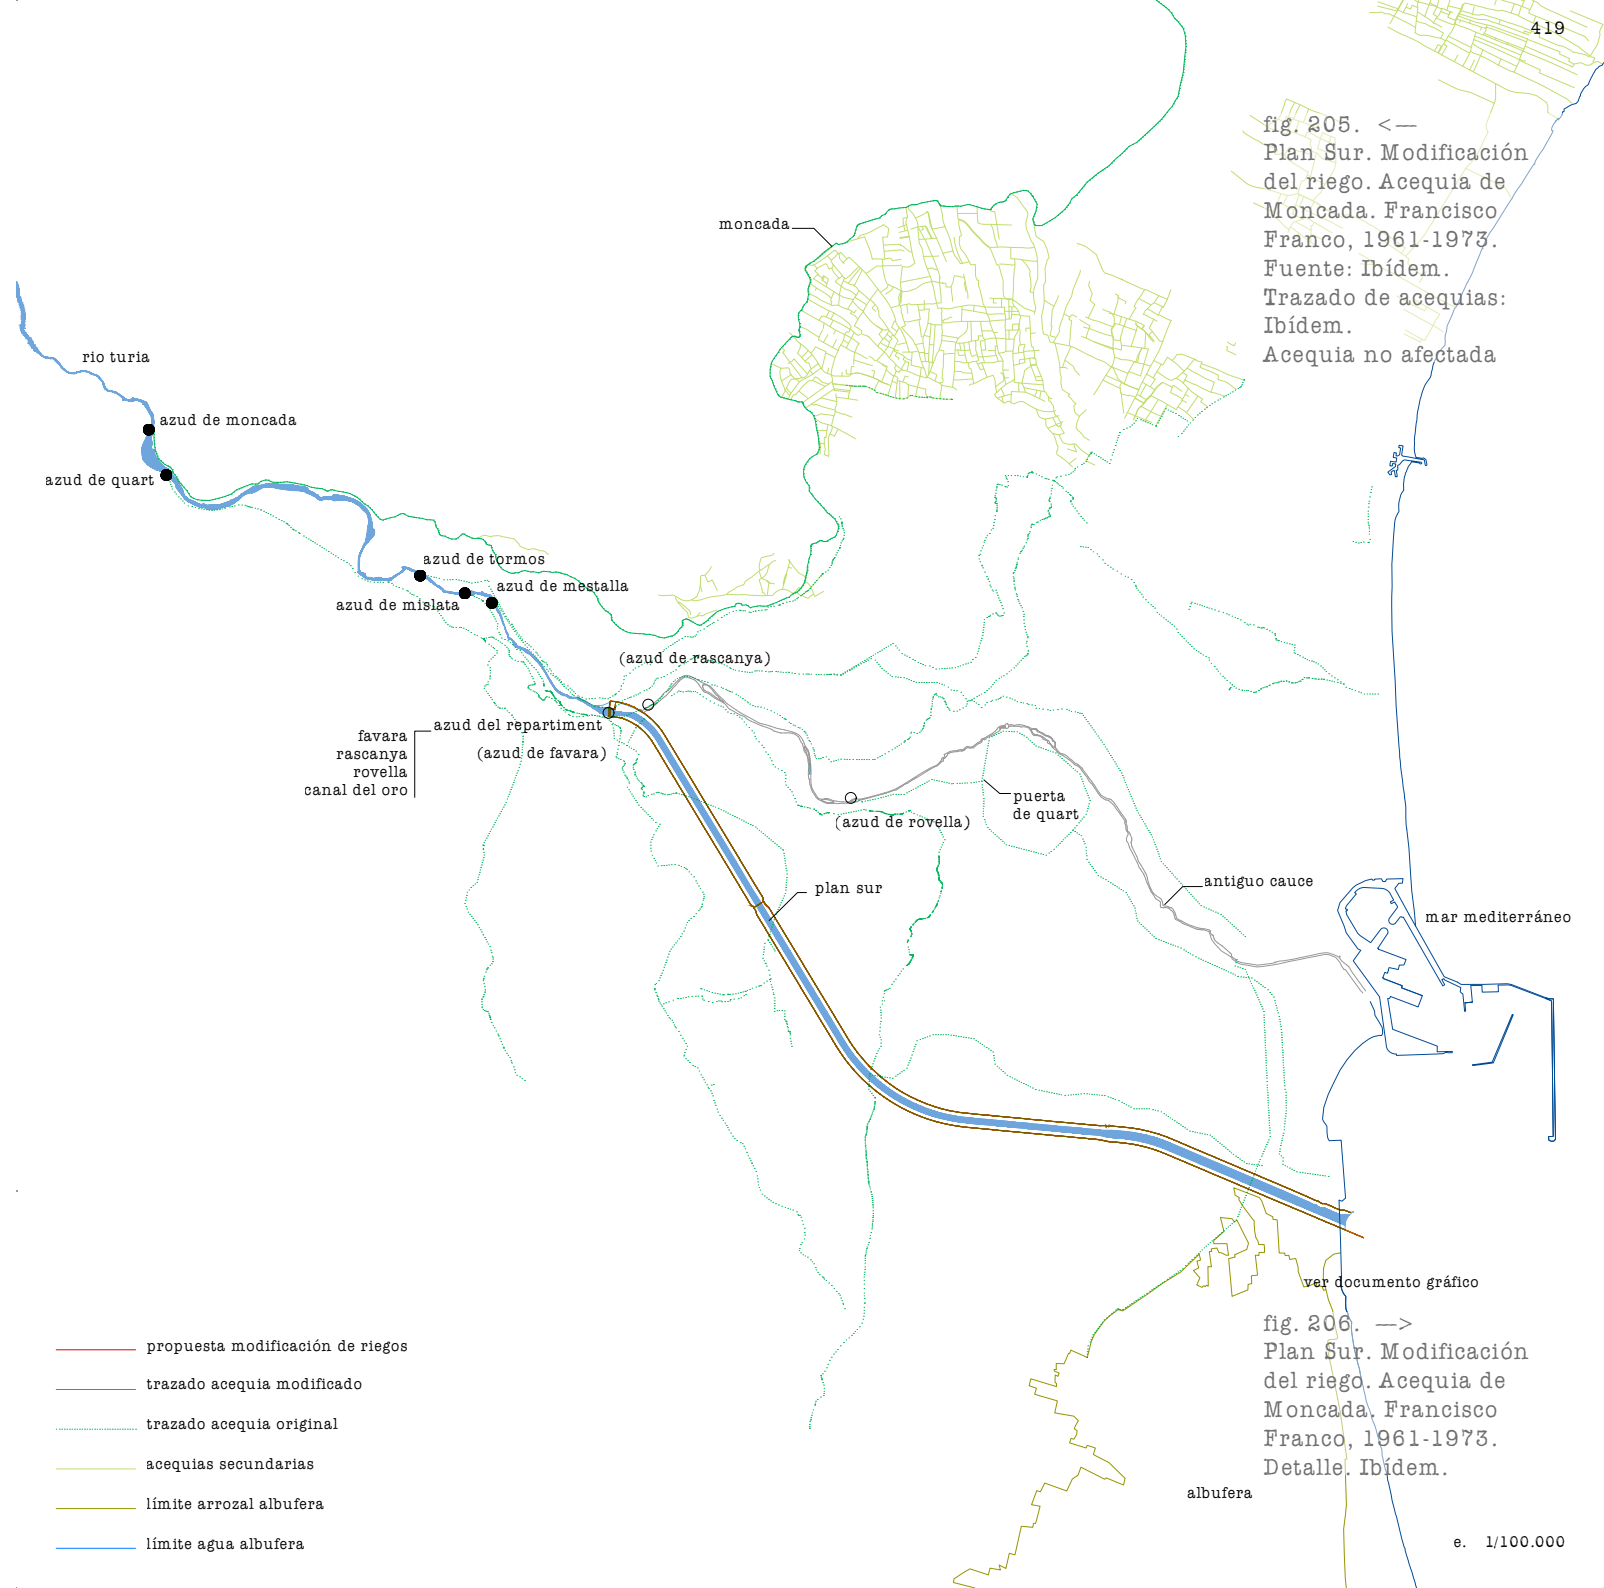 419
fig. 205. <—
Plan Sur. Modificación
del riego. Acequia de
Moncada. Francisco
Franco, 1961-1973.
Fuente: Ibídem.
Trazado de acequias:
Ibídem.
Acequia no afectada
moncada
rio turia
azud de moncada
azud de quart
azud de tormos
azud de mestalla
azud de mislata
(azud de rascanya)
azud del repartiment
(azud de favara)
favara
rascanya
rovella
canal del oro
puerta
de quart
(azud de rovella)
plan sur
antiguo cauce
mar mediterráneo
ver documento gráfico
fig. 206. —>
Plan Sur. Modificación
del riego. Acequia de
Moncada. Francisco
Franco, 1961-1973.
Detalle. Ibídem.
albufera
e. 1/100.000
propuesta modificación de riegos
trazado acequia modificado
trazado acequia original
acequias secundarias
límite arrozal albufera
límite agua albufera